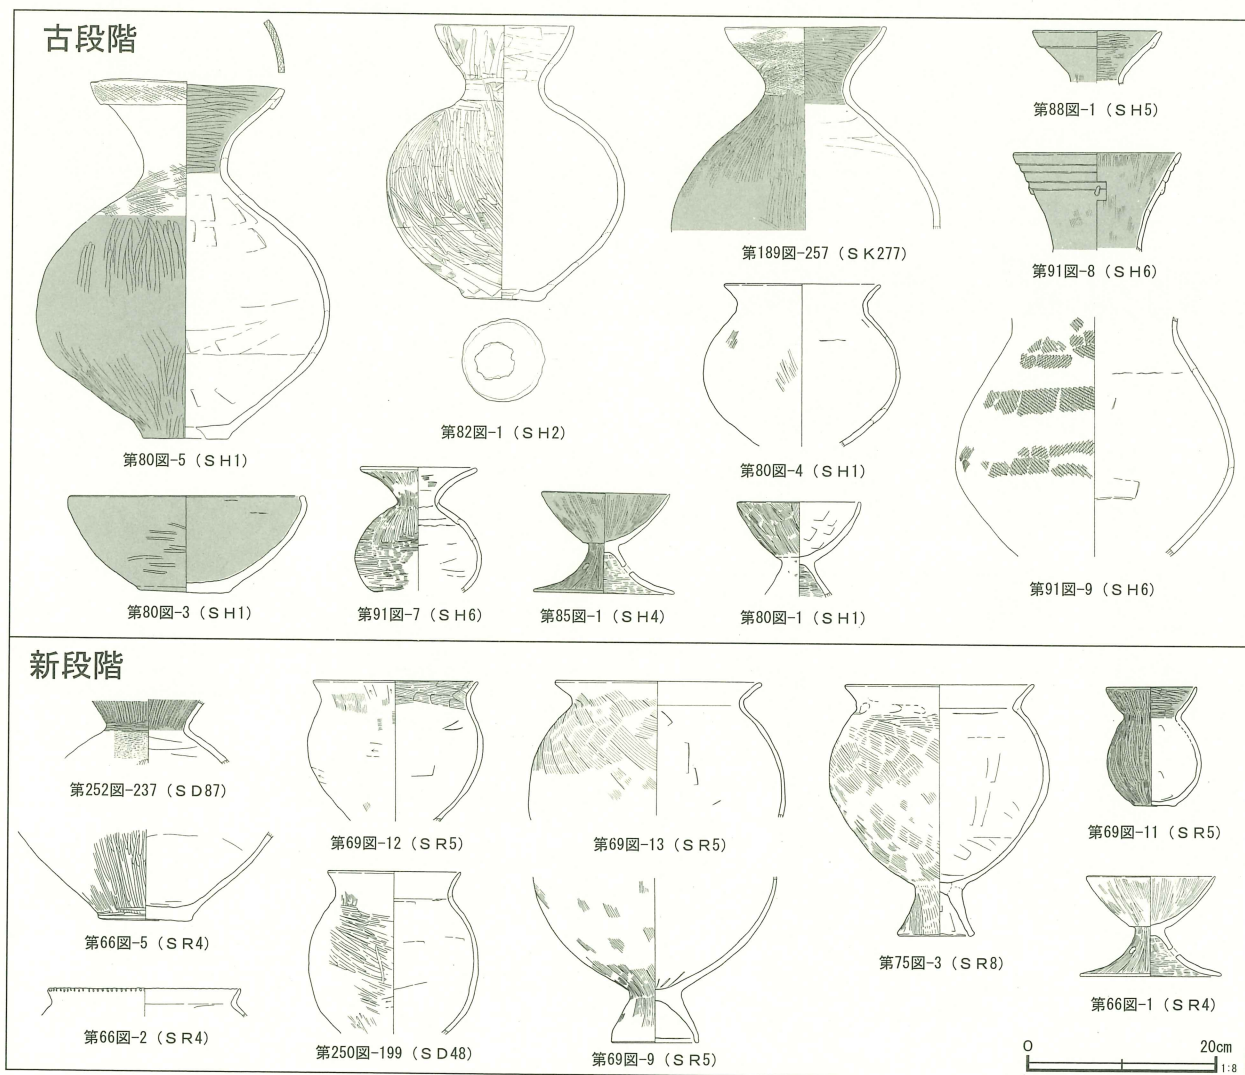 古段階
第80図-5（SH1）
第82図-1（SH2）
第189図-257（SK277）
第88図-1（SH5）
第91図-8（SH6）
第80図-4（SH1）
第91図-9（SH6）
第80図-3（SH1）
第91図-7（SH6）
第85図-1（SH4）
第80図-1（SH1）
新段階
第252図-237（SD87）
第69図-12（SR5）
第69図-13（SR5）
第75図-3（SR8）
第69図-11（SR5）
第66図-5（SR4）
第66図-2（SR4）
第250図-199（SD48）
第69図-9（SR5）
第66図-1（SR4）
0 20cm
1:8